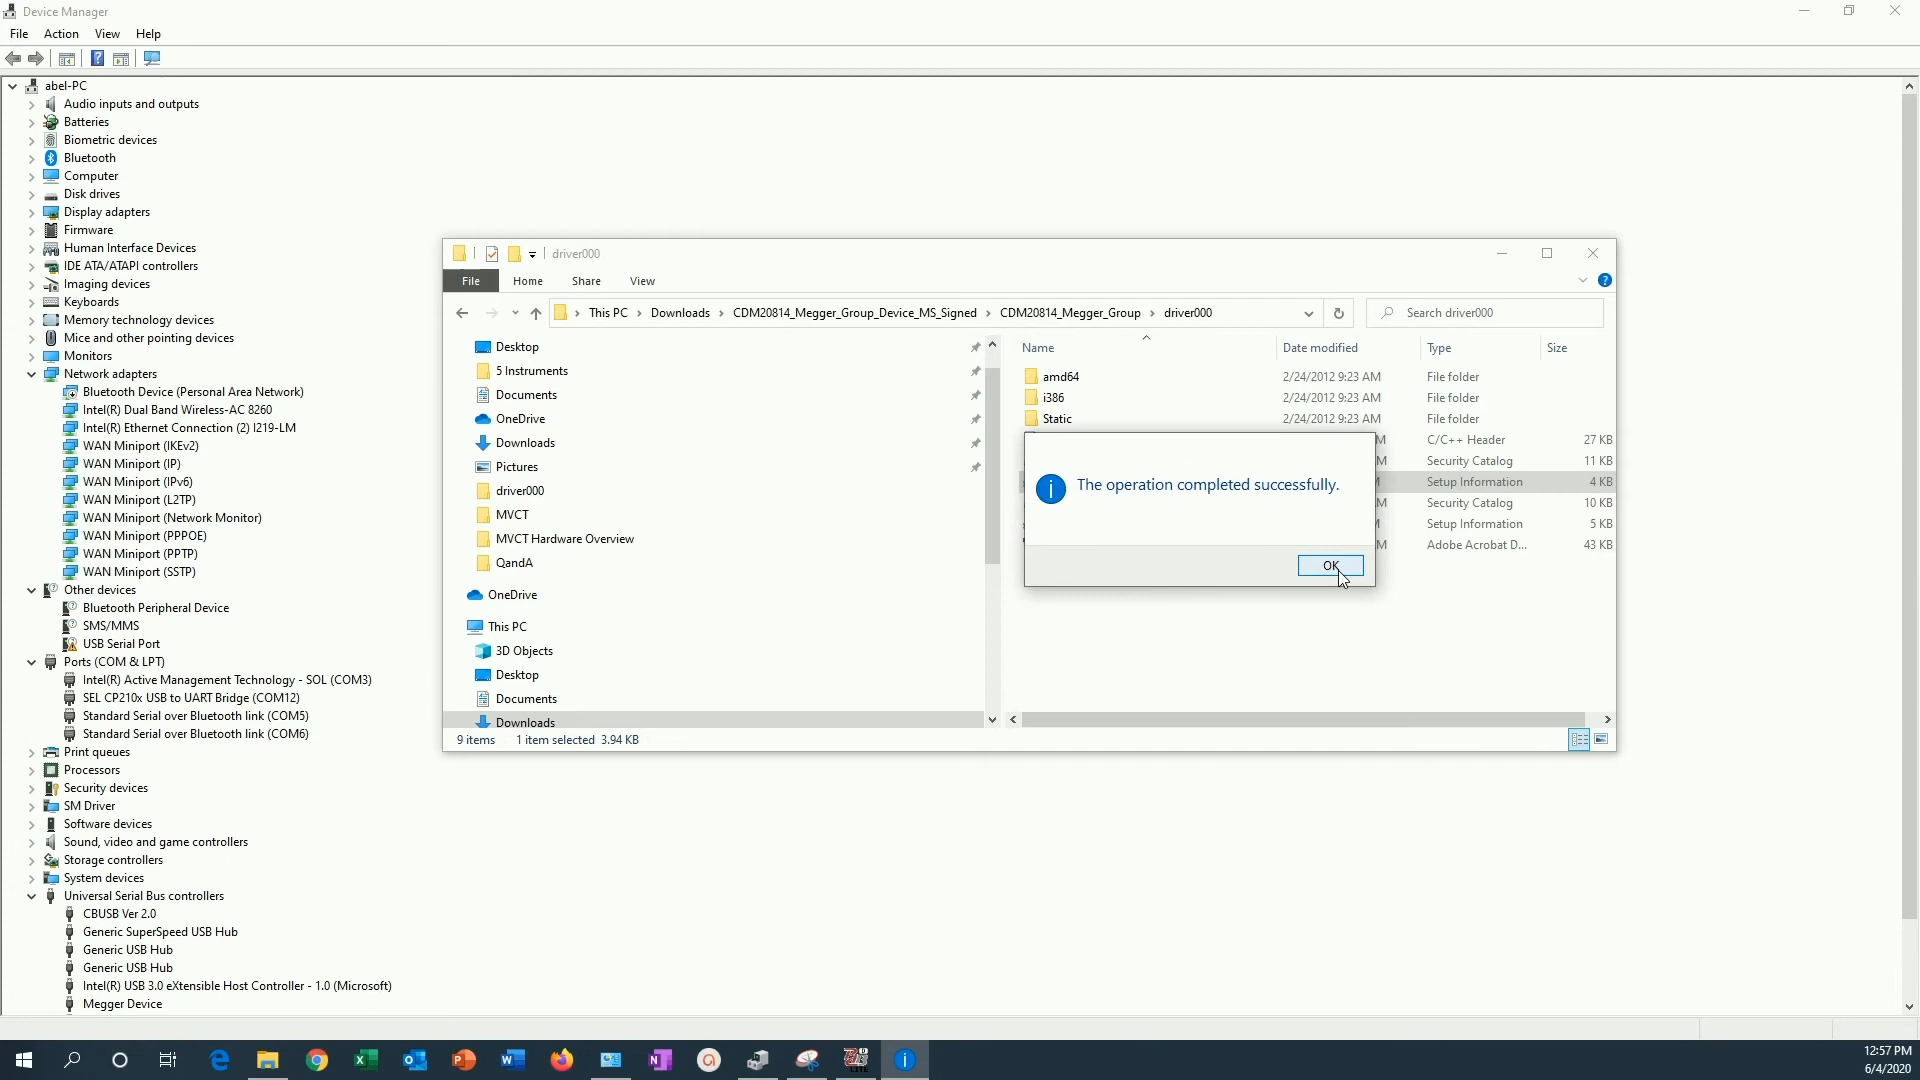 Device Manager
File Action View Help
abel-PC
Audio inputs and outputs
Batteries
Biometric devices
Bluetooth
Computer
Disk drives
Display adapters
Firmware
Human Interface Devices
IDE ATA/ATAPI controllers
Imaging devices
Keyboards
Memory technology devices
Mice and other pointing devices
Monitors
Network adapters
Bluetooth Device (Personal Area Network)
Intel(R) Dual Band Wireless-AC 8260
Intel(R) Ethernet Connection (2) I219-LM
WAN Miniport (IKEv2)
WAN Miniport (IP)
WAN Miniport (IPv6)
WAN Miniport (L2TP)
WAN Miniport (Network Monitor)
WAN Miniport (PPPOE)
WAN Miniport (PPTP)
WAN Miniport (SSTP)
Other devices
Bluetooth Peripheral Device
SMS/MMS
USB Serial Port
Ports (COM & LPT)
Intel(R) Active Management Technology - SOL (COM3)
SEL CP210x USB to UART Bridge (COM12)
Standard Serial over Bluetooth link (COM5)
Standard Serial over Bluetooth link (COM6)
Print queues
Processors
Security devices
SM Driver
Software devices
Sound, video and game controllers
Storage controllers
System devices
Universal Serial Bus controllers
CBUSB Ver 2.0
Generic SuperSpeed USB Hub
Generic USB Hub
Generic USB Hub
Intel(R) USB 3.0 eXtensible Host Controller - 1.0 (Microsoft)
Megger Device
driver000
File Home Share View
This PC > Downloads > CDM20814_Megger_Group_Device_MS_Signed > CDM20814_Megger_Group > driver000
Search driver000
Desktop
5 Instruments
Documents
OneDrive
Downloads
Pictures
driver000
MVCT
MVCT Hardware Overview
QandA
OneDrive
This PC
3D Objects
Desktop
Documents
Downloads
Name Date modified Type Size
amd64 2/24/2012 9:23 AM File folder
i386 2/24/2012 9:23 AM File folder
Static 2/24/2012 9:23 AM File folder
M C/C++ Header 27 KB
M Security Catalog 11 KB
Setup Information 4 KB
M Security Catalog 10 KB
Setup Information 5 KB
M Adobe Acrobat D... 43 KB
The operation completed successfully.
OK
9 items 1 item selected 3.94 KB
12:57 PM
6/4/2020